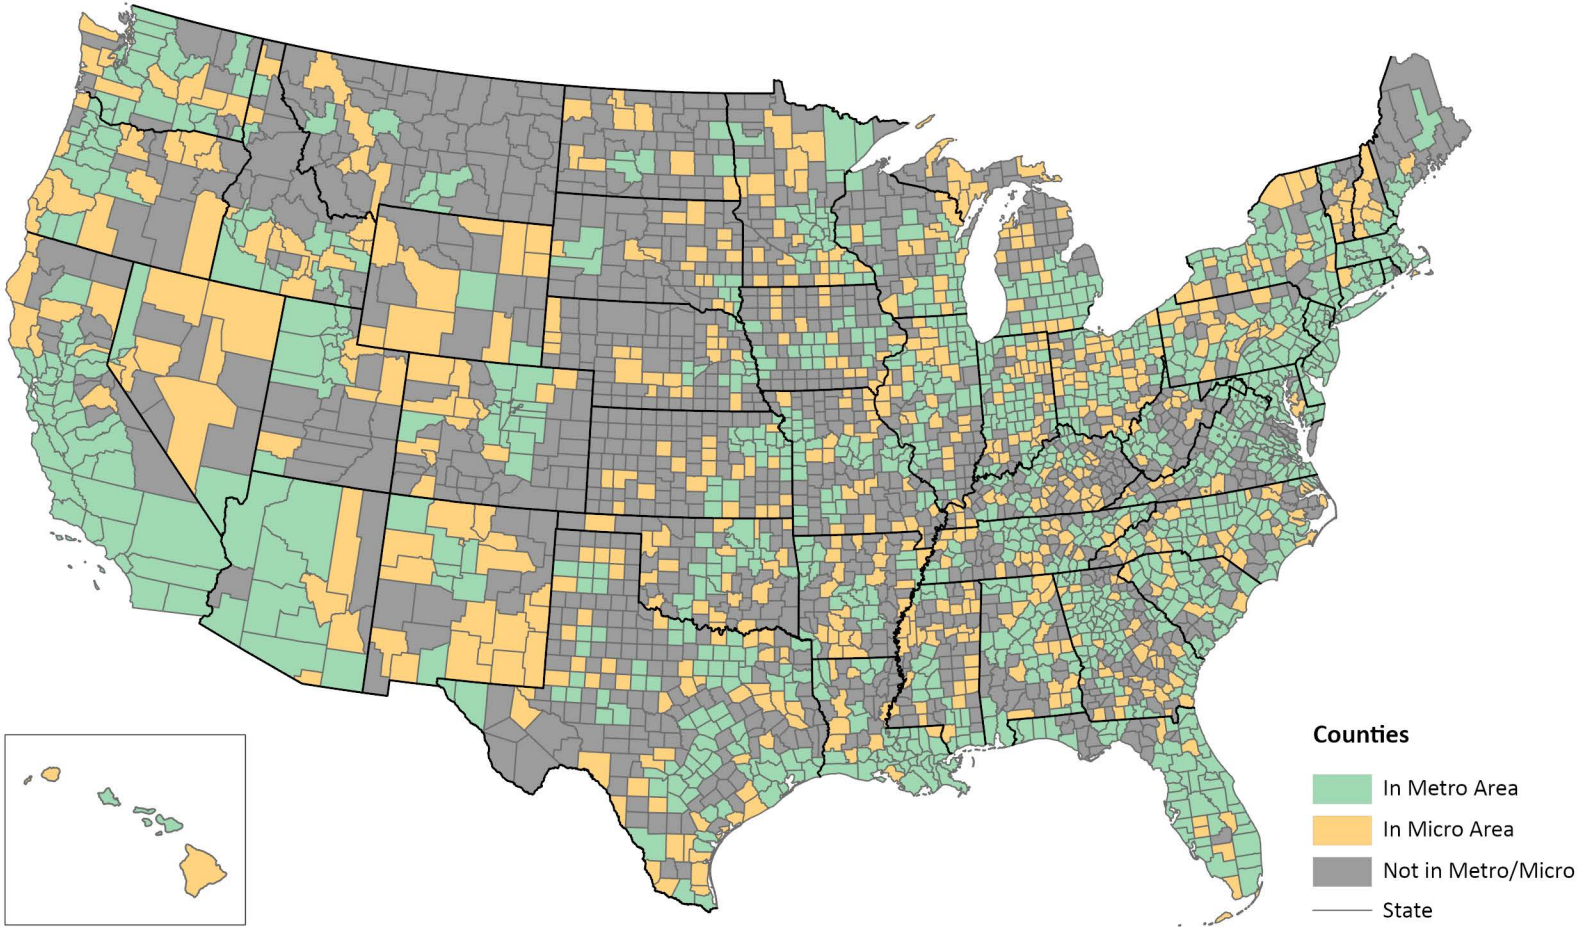 Counties
In Metro Area
In Micro Area
Not in Metro/Micro
State